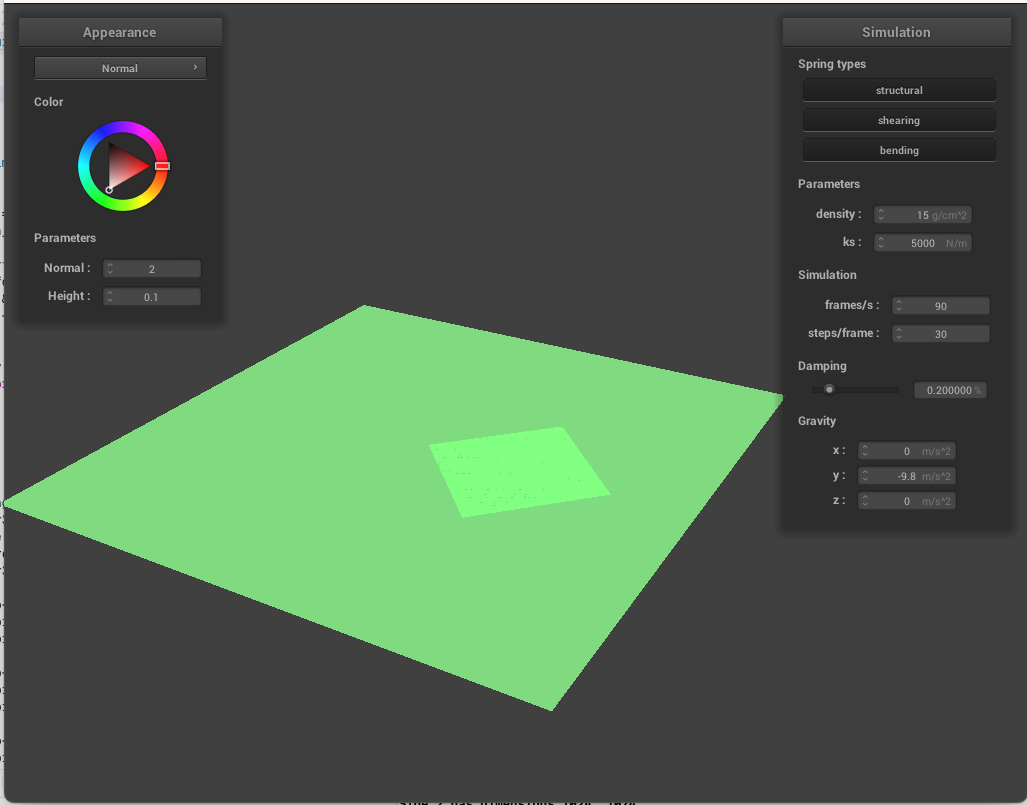 Appearance
Normal
Color
Parameters
Normal : 2
Height : 0.1
Simulation
Spring types
structural
shearing
bending
Parameters
density : 15 g/cm^2
ks : 5000 N/m
Simulation
frames/s : 90
steps/frame : 30
Damping
0.200000 %
Gravity
x : 0 m/s^2
y : -9.8 m/s^2
z : 0 m/s^2